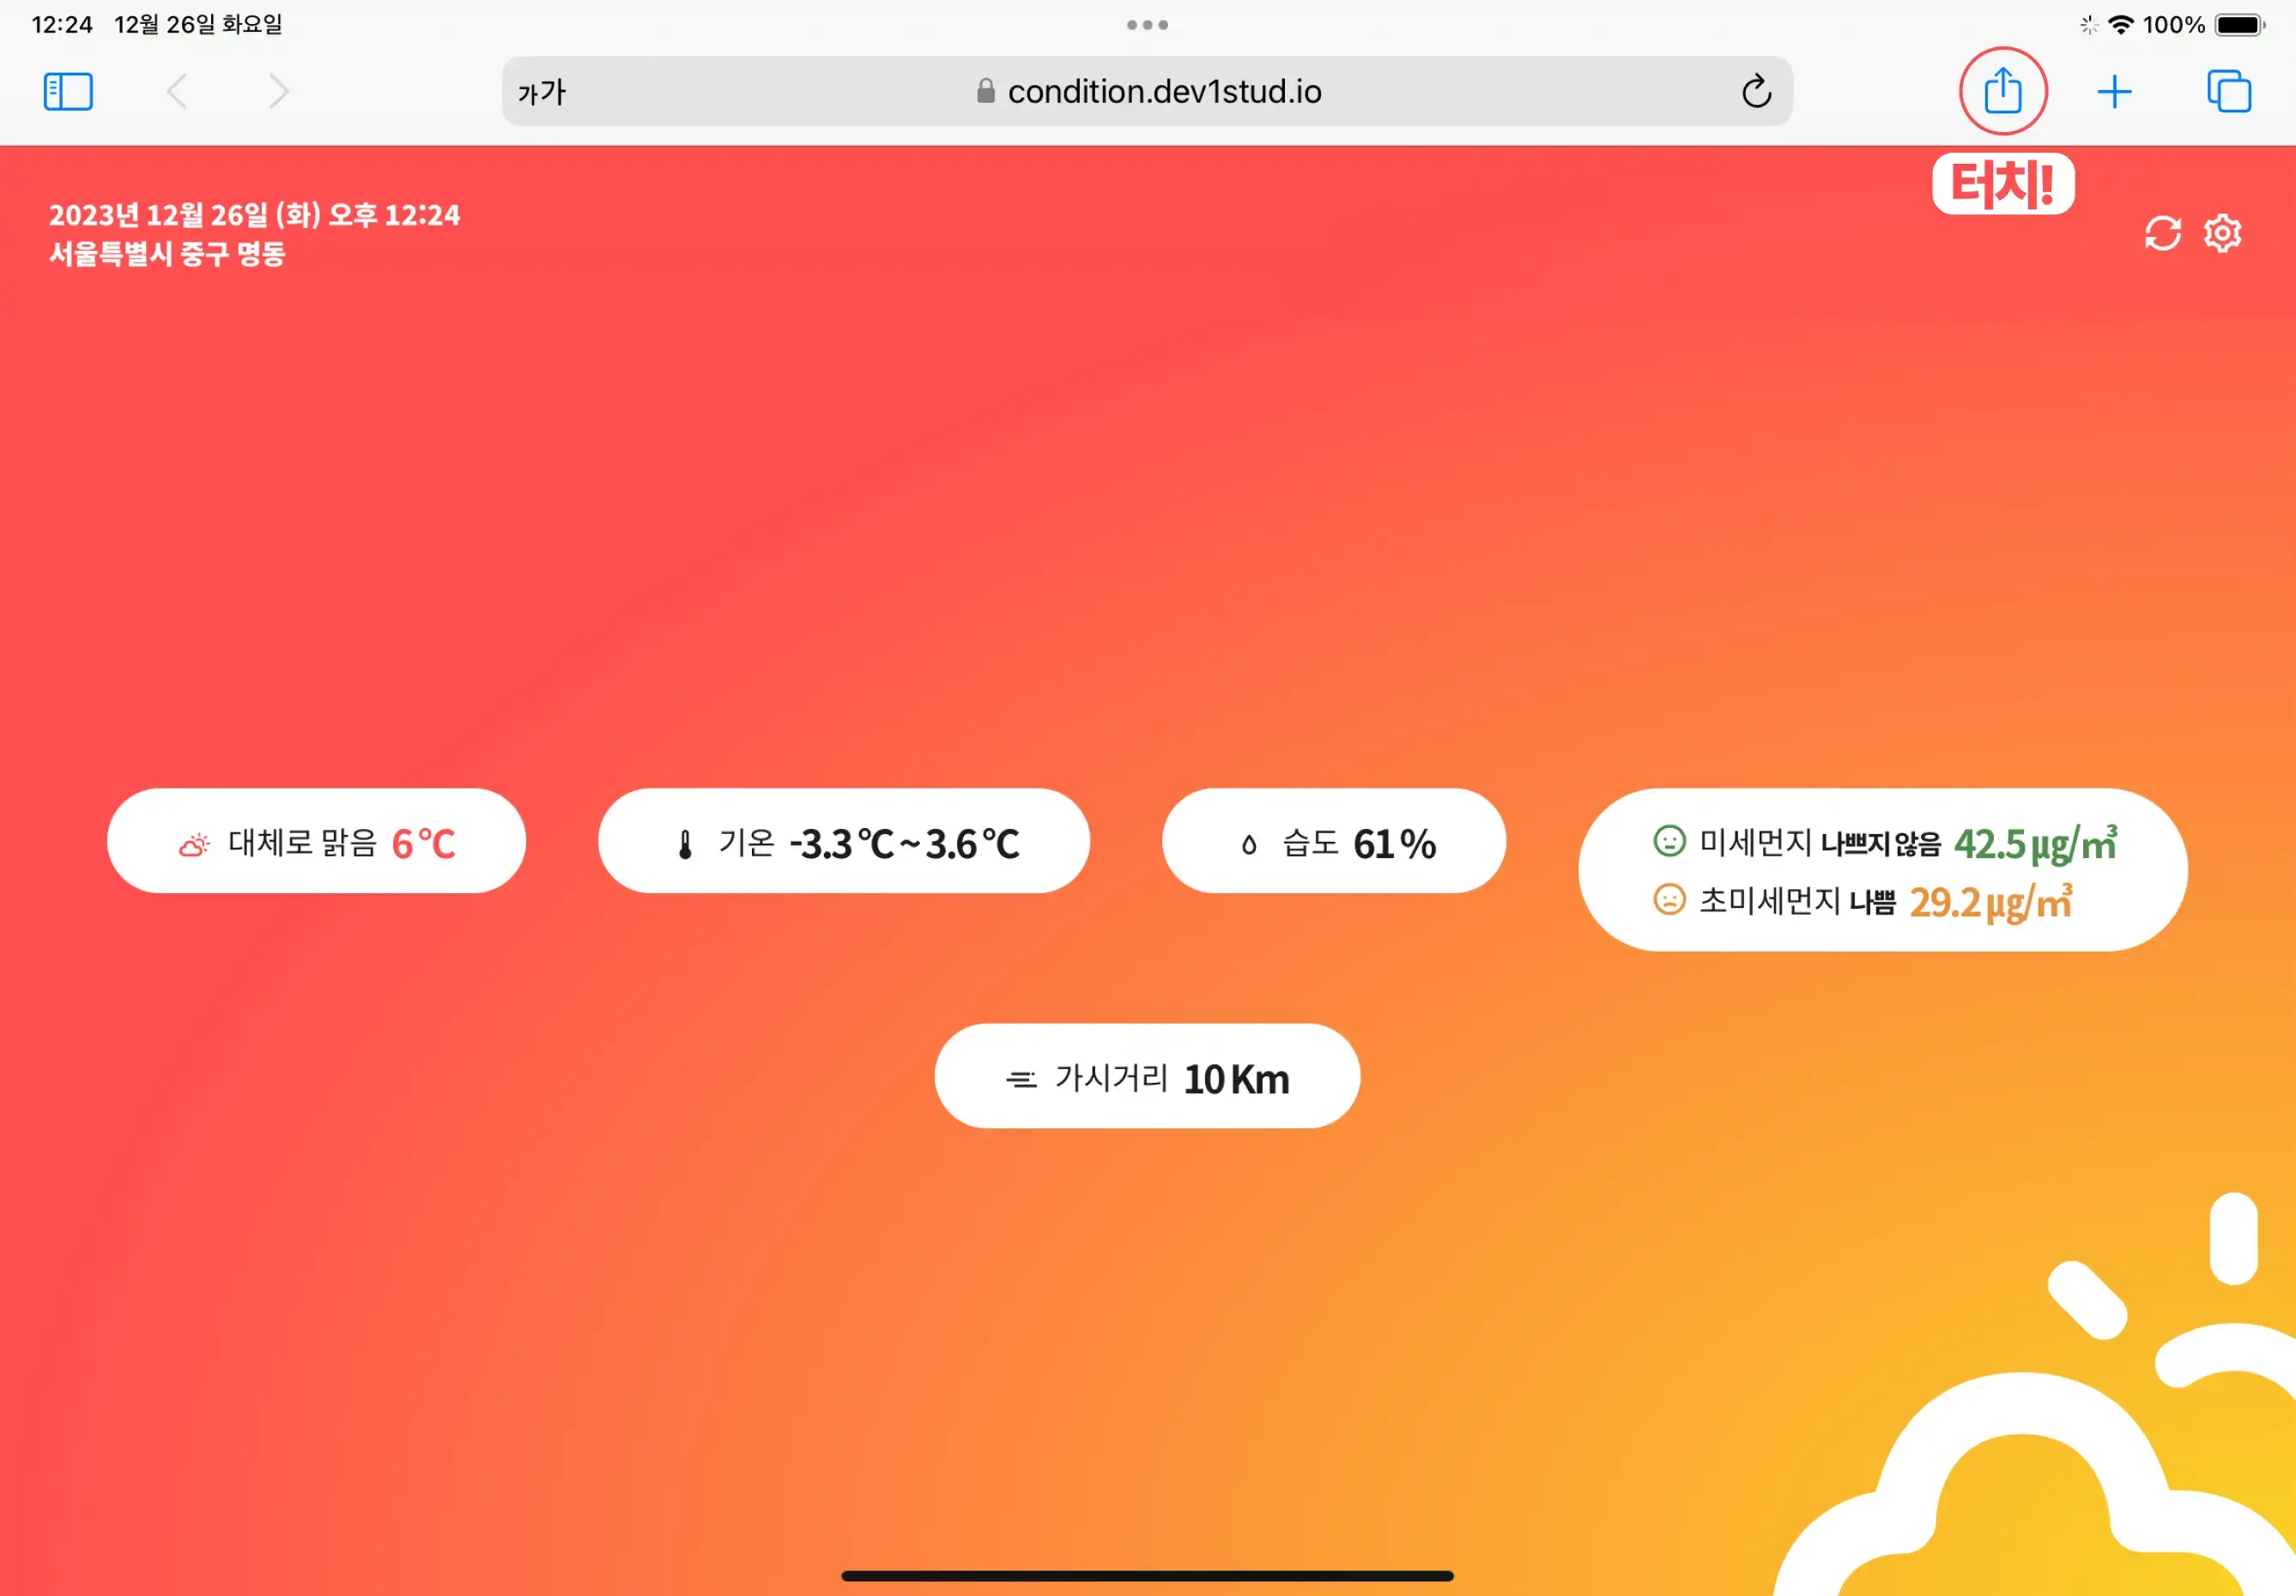 12:24 12월 26일 화요일
100%
가가 condition.dev1stud.io
터치!
2023년 12월 26일 (화) 오후 12:24
서울특별시 중구 명동
대체로 맑음 6℃
기온 -3.3℃ ~ 3.6℃
습도 61%
미세먼지 나쁘지 않음 42.5㎍/㎥
초미세먼지 나쁨 29.2㎍/㎥
가시거리 10 Km